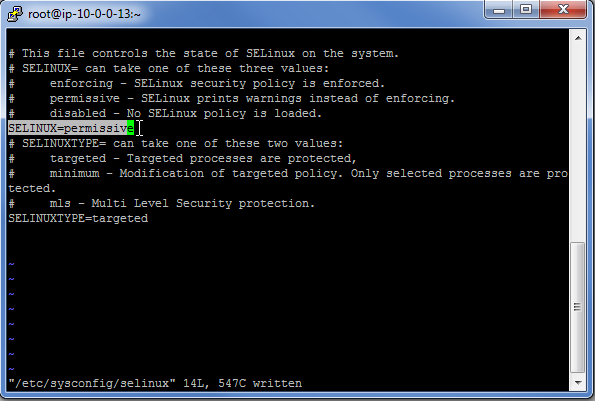 root@ip-10-0-0-13:~
# This file controls the state of SELinux on the system.
# SELINUX= can take one of these three values:
#     enforcing - SELinux security policy is enforced.
#     permissive - SELinux prints warnings instead of enforcing.
#     disabled - No SELinux policy is loaded.
SELINUX=permissive
# SELINUXTYPE= can take one of these two values:
#     targeted - Targeted processes are protected,
#     minimum - Modification of targeted policy. Only selected processes are pro
tected.
#     mls - Multi Level Security protection.
SELINUXTYPE=targeted
~
~
~
~
~
~
~
~
"/etc/sysconfig/selinux" 14L, 547C written